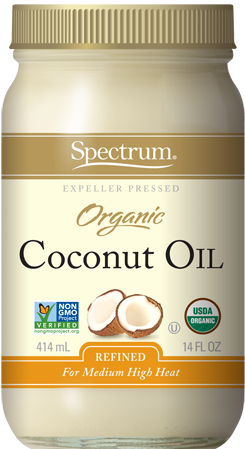 Spectrum®
EXPELLER PRESSED
Organic
COCONUT OIL
NON
GMO
Project
VERIFIED
nongmoproject.org
USDA
ORGANIC
U
414 mL
14 FL OZ
REFINED
For Medium High Heat